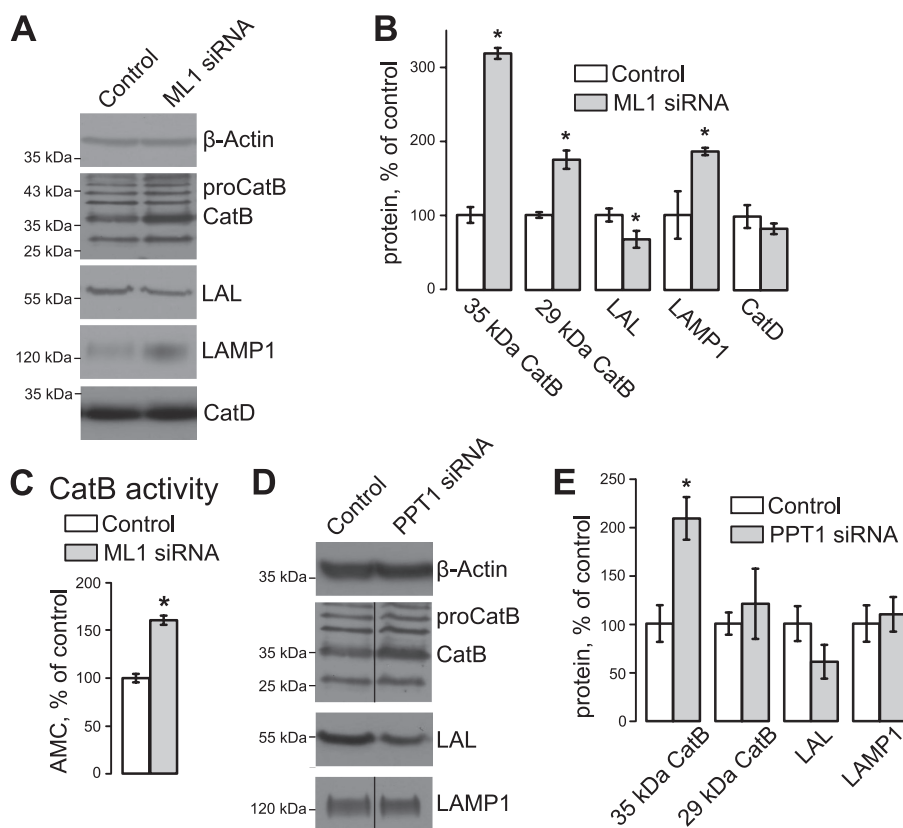 A
Control
ML1 siRNA
β-Actin
35 kDa
proCatB
43 kDa
CatB
35 kDa
25 kDa
LAL
55 kDa
LAMP1
120 kDa
35 kDa
CatD
B
protein, % of control
300
200
100
0
Control
ML1 siRNA
*
*
*
*
35 kDa CatB
29 kDa CatB
LAL
LAMP1
CatD
C CatB activity
Control
ML1 siRNA
AMC, % of control
200
150
100
50
0
*
D
Control
PPT1 siRNA
β-Actin
35 kDa
proCatB
CatB
35 kDa
25 kDa
LAL
55 kDa
LAMP1
120 kDa
E
protein, % of control
250
200
150
100
50
0
Control
PPT1 siRNA
*
35 kDa CatB
29 kDa CatB
LAL
LAMP1